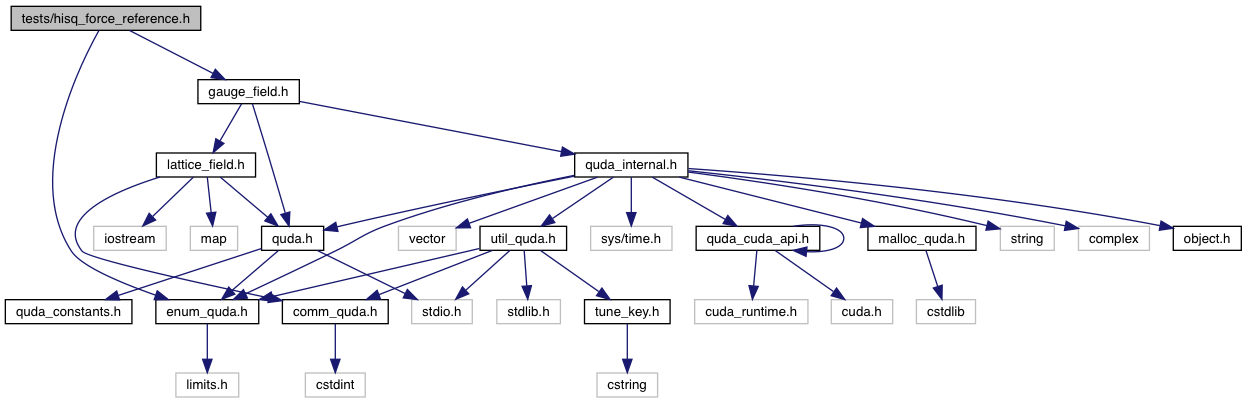 tests/hisq_force_reference.h
gauge_field.h
lattice_field.h
quda_internal.h
iostream
map
quda.h
vector
util_quda.h
sys/time.h
quda_cuda_api.h
malloc_quda.h
string
complex
object.h
quda_constants.h
enum_quda.h
comm_quda.h
stdio.h
stdlib.h
tune_key.h
cuda_runtime.h
cuda.h
cstdlib
limits.h
cstdint
cstring